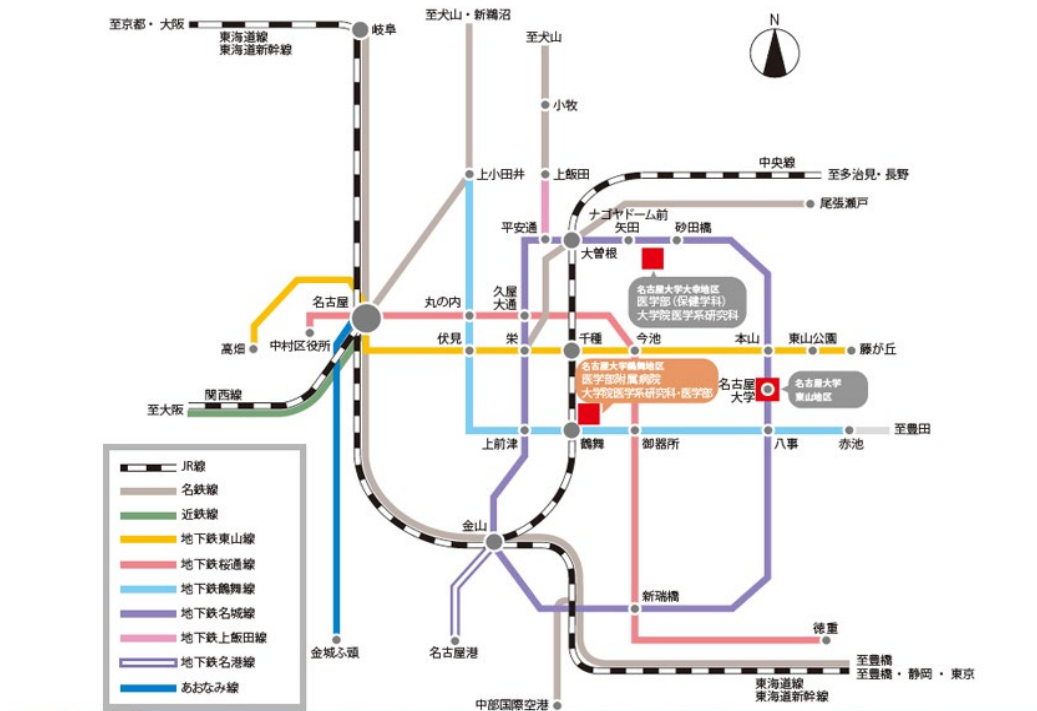 至京都・大阪
東海道線
東海道新幹線
岐阜
至犬山・新鵜沼
至犬山
N
小牧
上小田井
上飯田
中央線
至多治見・長野
尾張瀬戸
平安通
ナゴヤドーム前
矢田
砂田橋
大曽根
名古屋大学大幸地区
医学部(保健学科)
大学院医学系研究科
名古屋
丸の内
久屋
大通
高畑
中村区役所
伏見
栄
千種
今池
本山
東山公園
藤が丘
名古屋大学鶴舞地区
医学部附属病院
大学院医学系研究科・医学部
名古屋
大学
名古屋大学
東山地区
関西線
至大阪
上前津
鶴舞
御器所
八事
赤池
至豊田
JR線
名鉄線
近鉄線
地下鉄東山線
地下鉄桜通線
地下鉄鶴舞線
地下鉄名城線
地下鉄上飯田線
地下鉄名港線
あおなみ線
金山
新瑞橋
徳重
金城ふ頭
名古屋港
中部国際空港
至豊橋
至豊橋・静岡・東京
東海道線
東海道新幹線